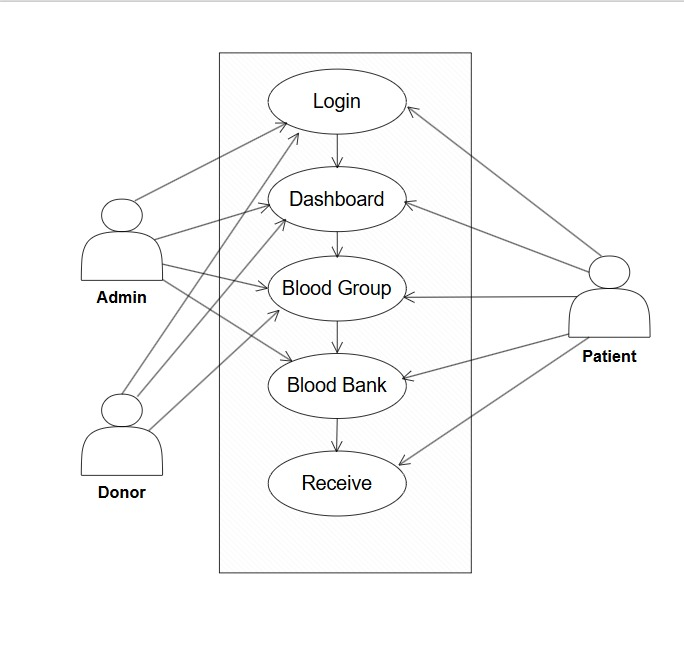 Login
Dashboard
Blood Group
Blood Bank
Receive
Admin
Donor
Patient